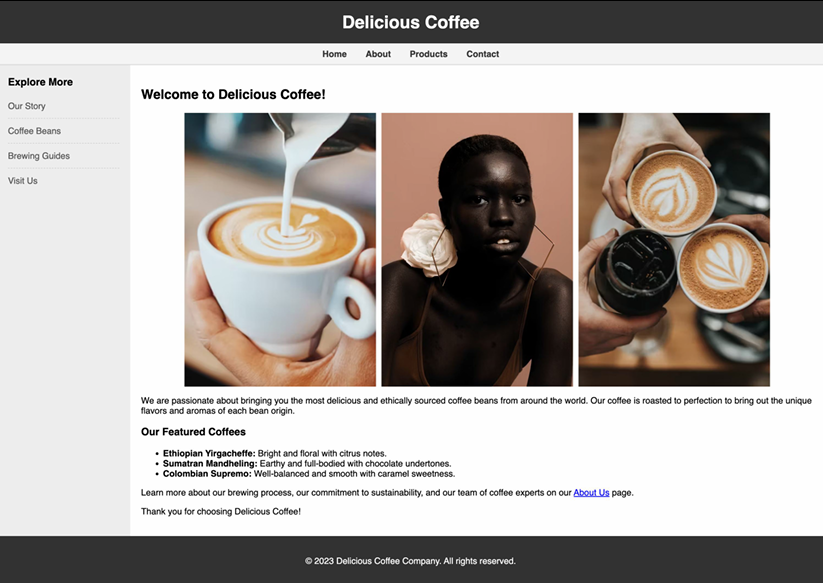 Delicious Coffee
Home About Products Contact
Explore More
Our Story
Coffee Beans
Brewing Guides
Visit Us
Welcome to Delicious Coffee!
We are passionate about bringing you the most delicious and ethically sourced coffee beans from around the world. Our coffee is roasted to perfection to bring out the unique
flavors and aromas of each bean origin.
Our Featured Coffees
• Ethiopian Yirgacheffe: Bright and floral with citrus notes.
• Sumatran Mandheling: Earthy and full-bodied with chocolate undertones.
• Colombian Supremo: Well-balanced and smooth with caramel sweetness.
Learn more about our brewing process, our commitment to sustainability, and our team of coffee experts on our About Us page.
Thank you for choosing Delicious Coffee!
© 2023 Delicious Coffee Company. All rights reserved.